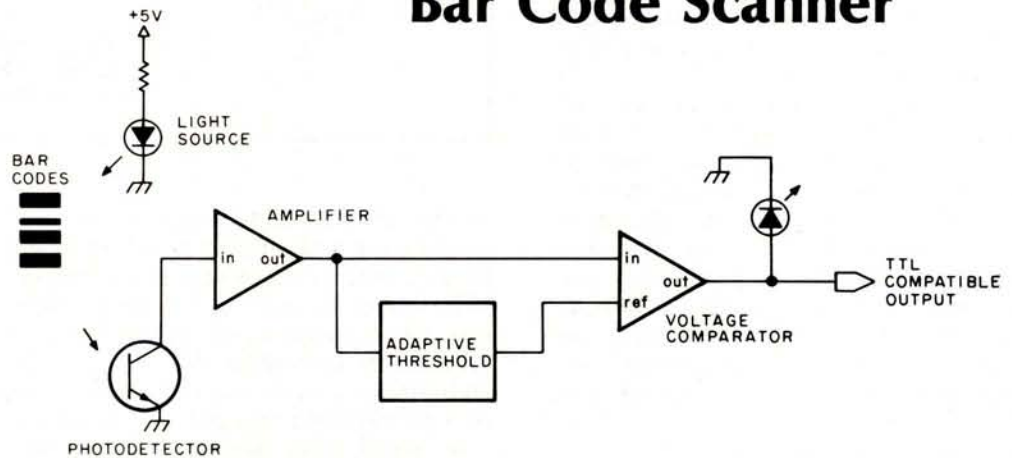 Bar Code Scanner
+5V
LIGHT
SOURCE
BAR
CODES
AMPLIFIER
in
out
in
out
ref
TTL
COMPATIBLE
OUTPUT
VOLTAGE
COMPARATOR
ADAPTIVE
THRESHOLD
PHOTODETECTOR